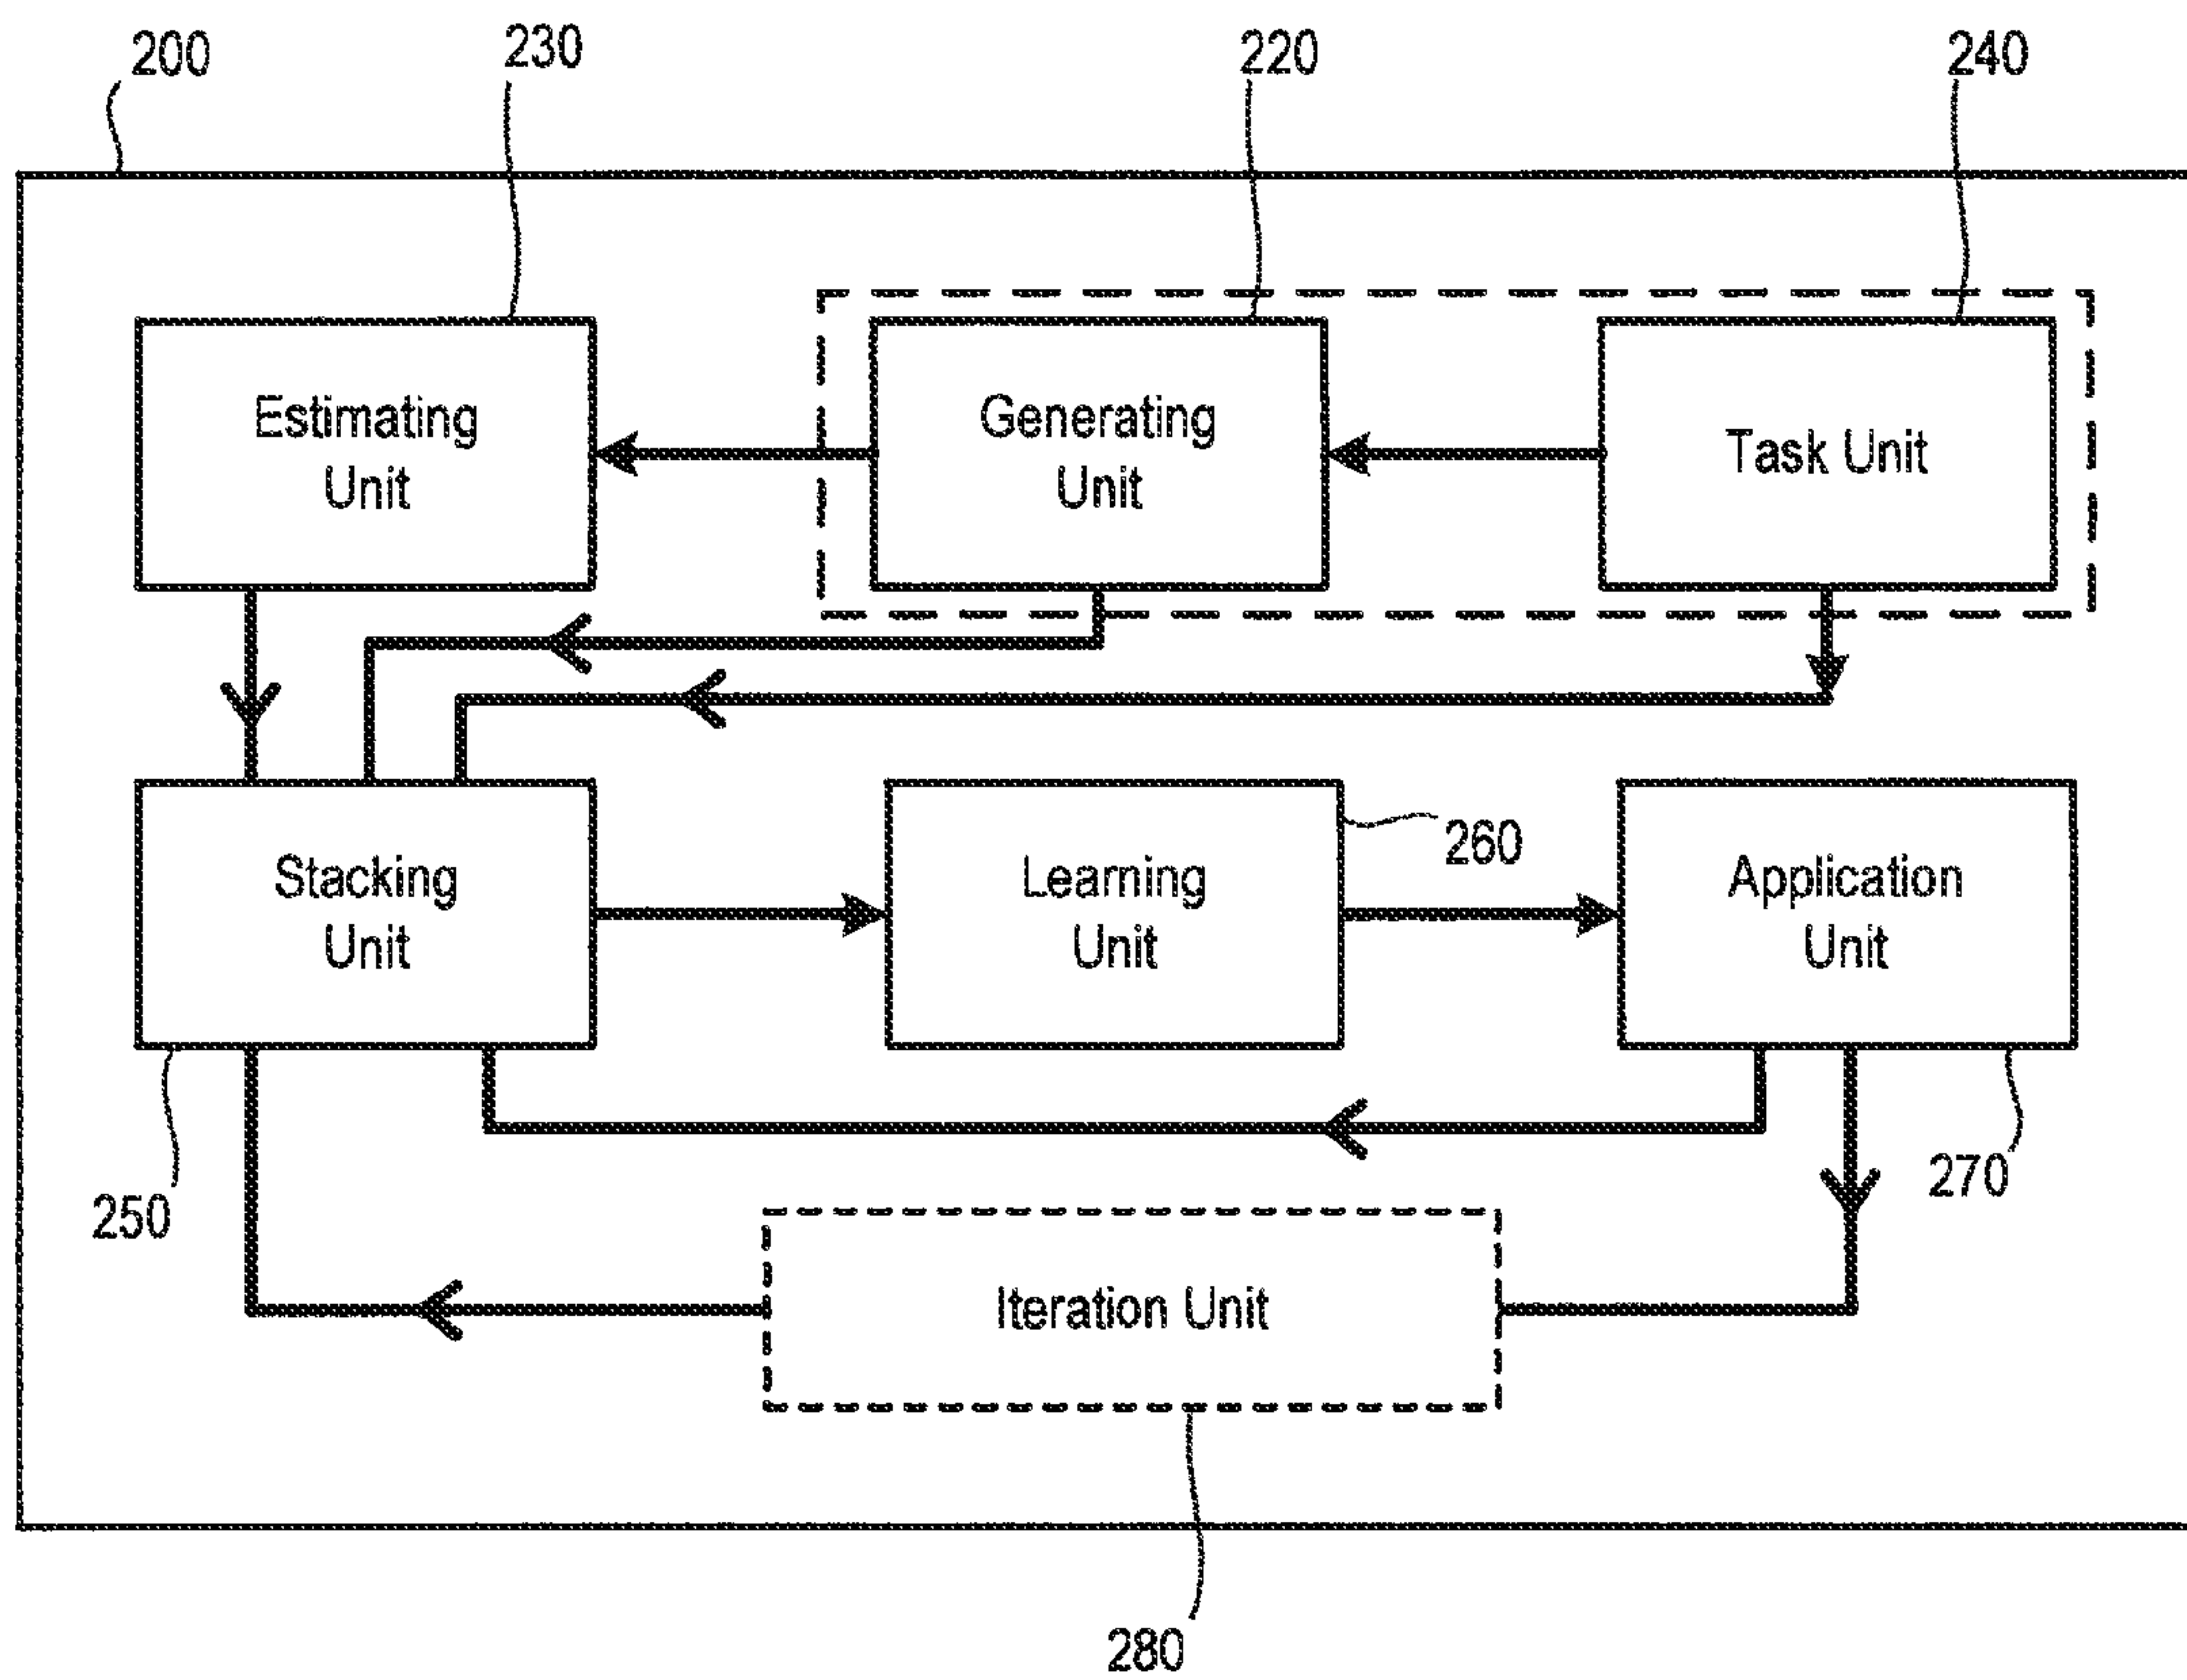 200
230
220
240
Estimating
Unit
Generating
Unit
Task Unit
Stacking
Unit
Learning
Unit
260
Application
Unit
250
270
Iteration Unit
280